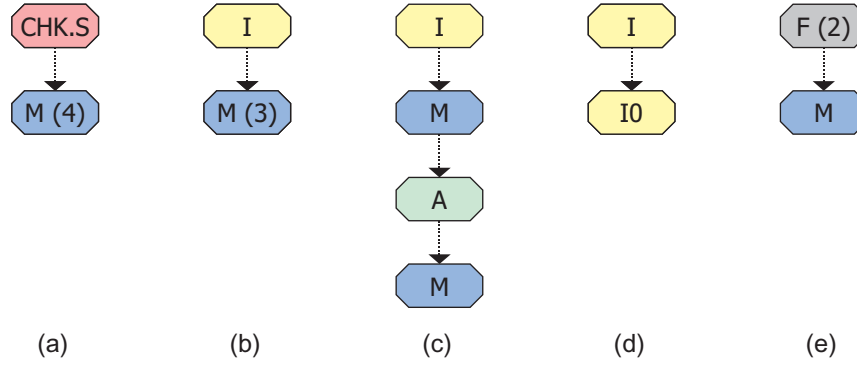 CHK.S I I I F (2)
M (4) M (3) M I0 M
A
M
(a) (b) (c) (d) (e)